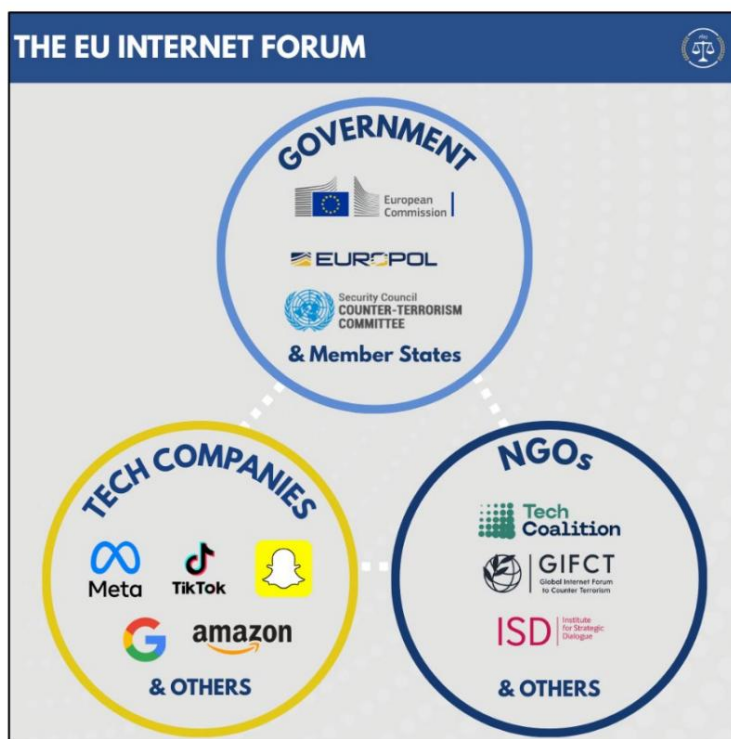 THE EU INTERNET FORUM
GOVERNMENT
European
Commission
EUROPOL
Security Council
COUNTER-TERRORISM
COMMITTEE
& Member States
TECH COMPANIES
Meta
TikTok
amazon
& OTHERS
NGOs
Tech
Coalition
GIFCT
Global Internet Forum
to Counter Terrorism
ISD
Institute
for Strategic
Dialogue
& OTHERS